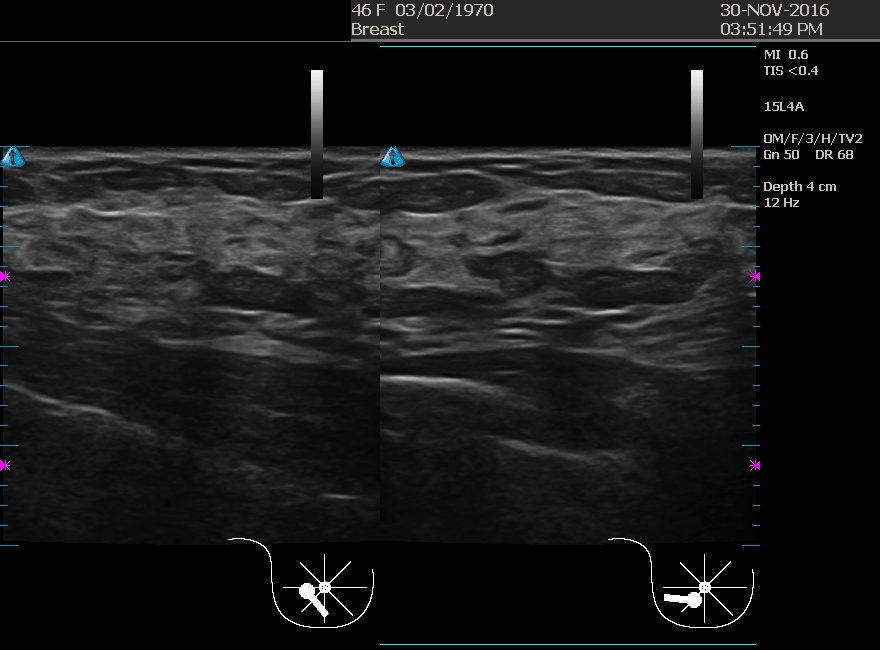 46 F 03/02/1970
Breast
30-NOV-2016
03:51:49 PM
MI 0.6
TIS <0.4
15L4A
OM/F/3/H/TV2
Gn 50 DR 68
Depth 4 cm
12 Hz